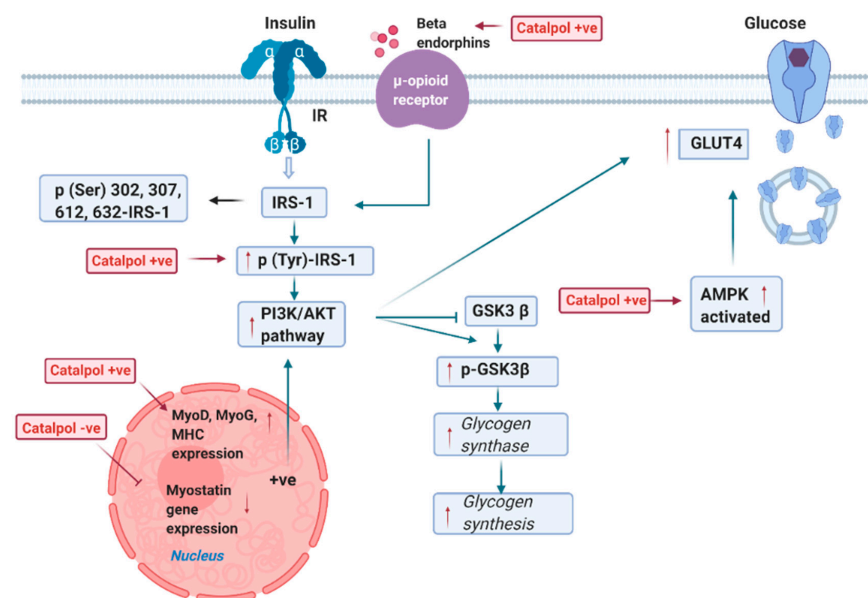 Insulin
Beta
endorphins
Catalpol +ve
Glucose
α α
μ-opioid
receptor
IR
β β
GLUT4
p (Ser) 302, 307,
612, 632-IRS-1
IRS-1
Catalpol +ve
p (Tyr)-IRS-1
PI3K/AKT
pathway
GSK3 β
Catalpol +ve
AMPK
activated
p-GSK3β
Catalpol +ve
MyoD, MyoG,
MHC
expression
Catalpol -ve
Glycogen
synthase
+ve
Myostatin
gene
expression
Glycogen
synthesis
Nucleus